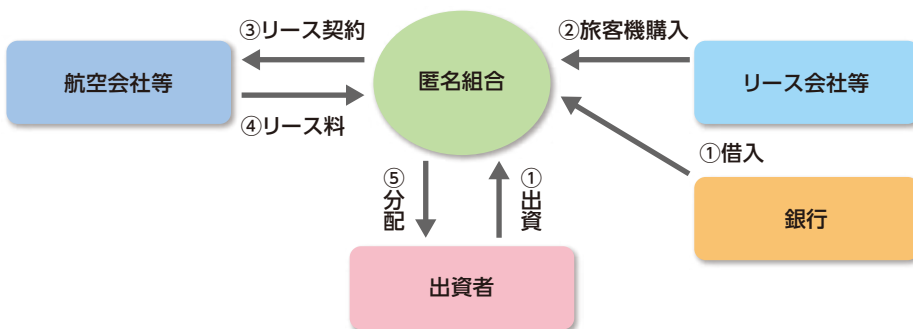 ③リース契約
②旅客機購入
航空会社等
匿名組合
リース会社等
④リース料
①借入
⑤分配
①出資
銀行
出資者